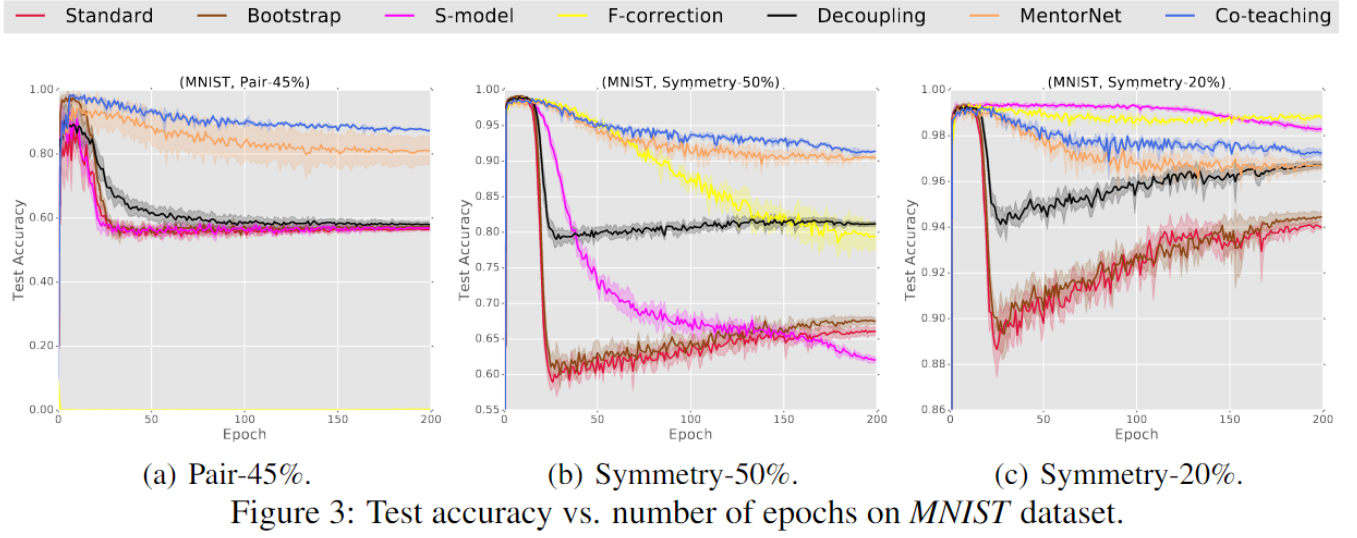 Standard Bootstrap S-model F-correction Decoupling MentorNet Co-teaching
(MNIST, Pair-45%)
1.00
0.80
0.60
0.40
0.20
0.00
Test Accuracy
0 50 100 150 200
Epoch
(MNIST, Symmetry-50%)
1.00
0.95
0.90
0.85
0.80
0.75
0.70
0.65
0.60
0.55
Test Accuracy
0 50 100 150 200
Epoch
(MNIST, Symmetry-20%)
1.00
0.98
0.96
0.94
0.92
0.90
0.88
0.86
Test Accuracy
0 50 100 150 200
Epoch
(a) Pair-45%. (b) Symmetry-50%. (c) Symmetry-20%.
Figure 3: Test accuracy vs. number of epochs on MNIST dataset.